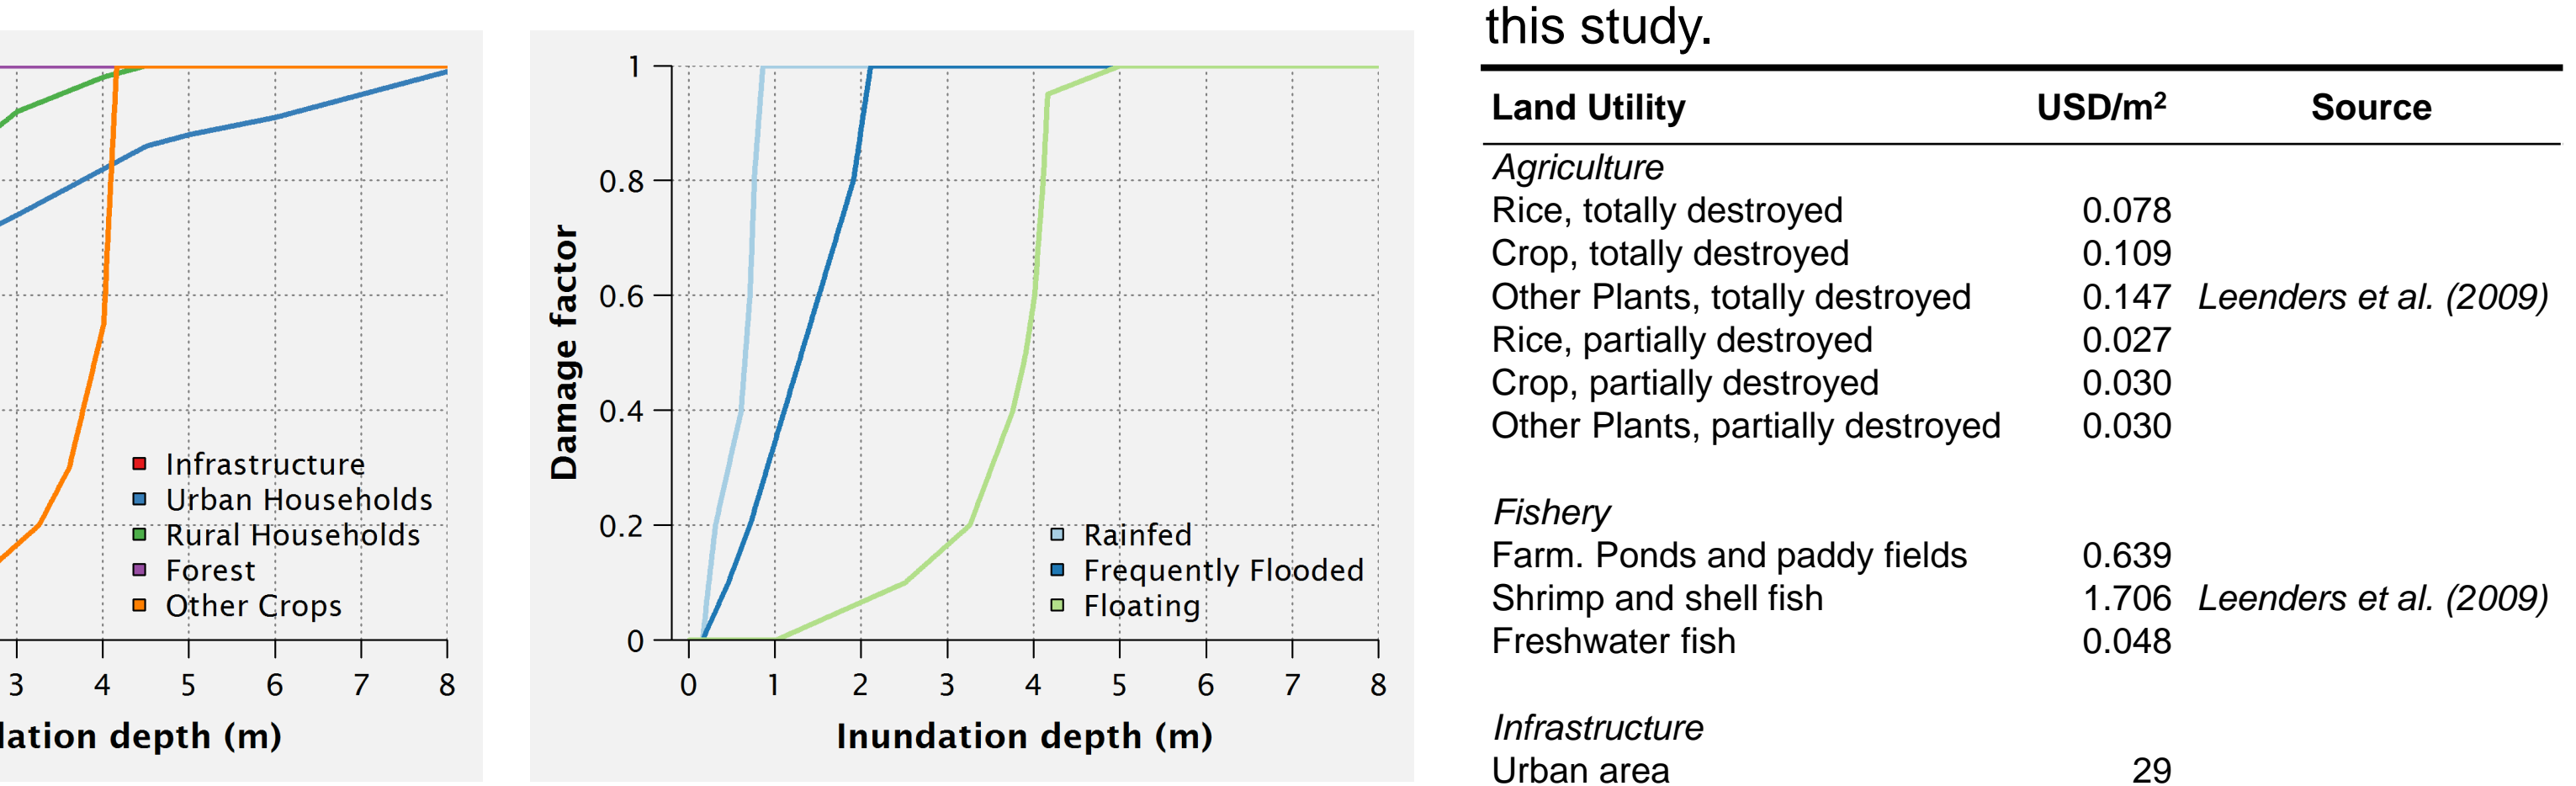 Infrastructure
Urban Households
Rural Households
Forest
Other Crops
3 4 5 6 7 8
lation depth (m)
Damage factor
1
0.8
0.6
0.4
0.2
0
Rainfed
Frequently Flooded
Floating
0 1 2 3 4 5 6 7 8
Inundation depth (m)
this study.
Land Utility USD/m² Source
Agriculture
Rice, totally destroyed 0.078
Crop, totally destroyed 0.109
Other Plants, totally destroyed 0.147 Leenders et al. (2009)
Rice, partially destroyed 0.027
Crop, partially destroyed 0.030
Other Plants, partially destroyed 0.030
Fishery
Farm. Ponds and paddy fields 0.639
Shrimp and shell fish 1.706 Leenders et al. (2009)
Freshwater fish 0.048
Infrastructure
Urban area 29